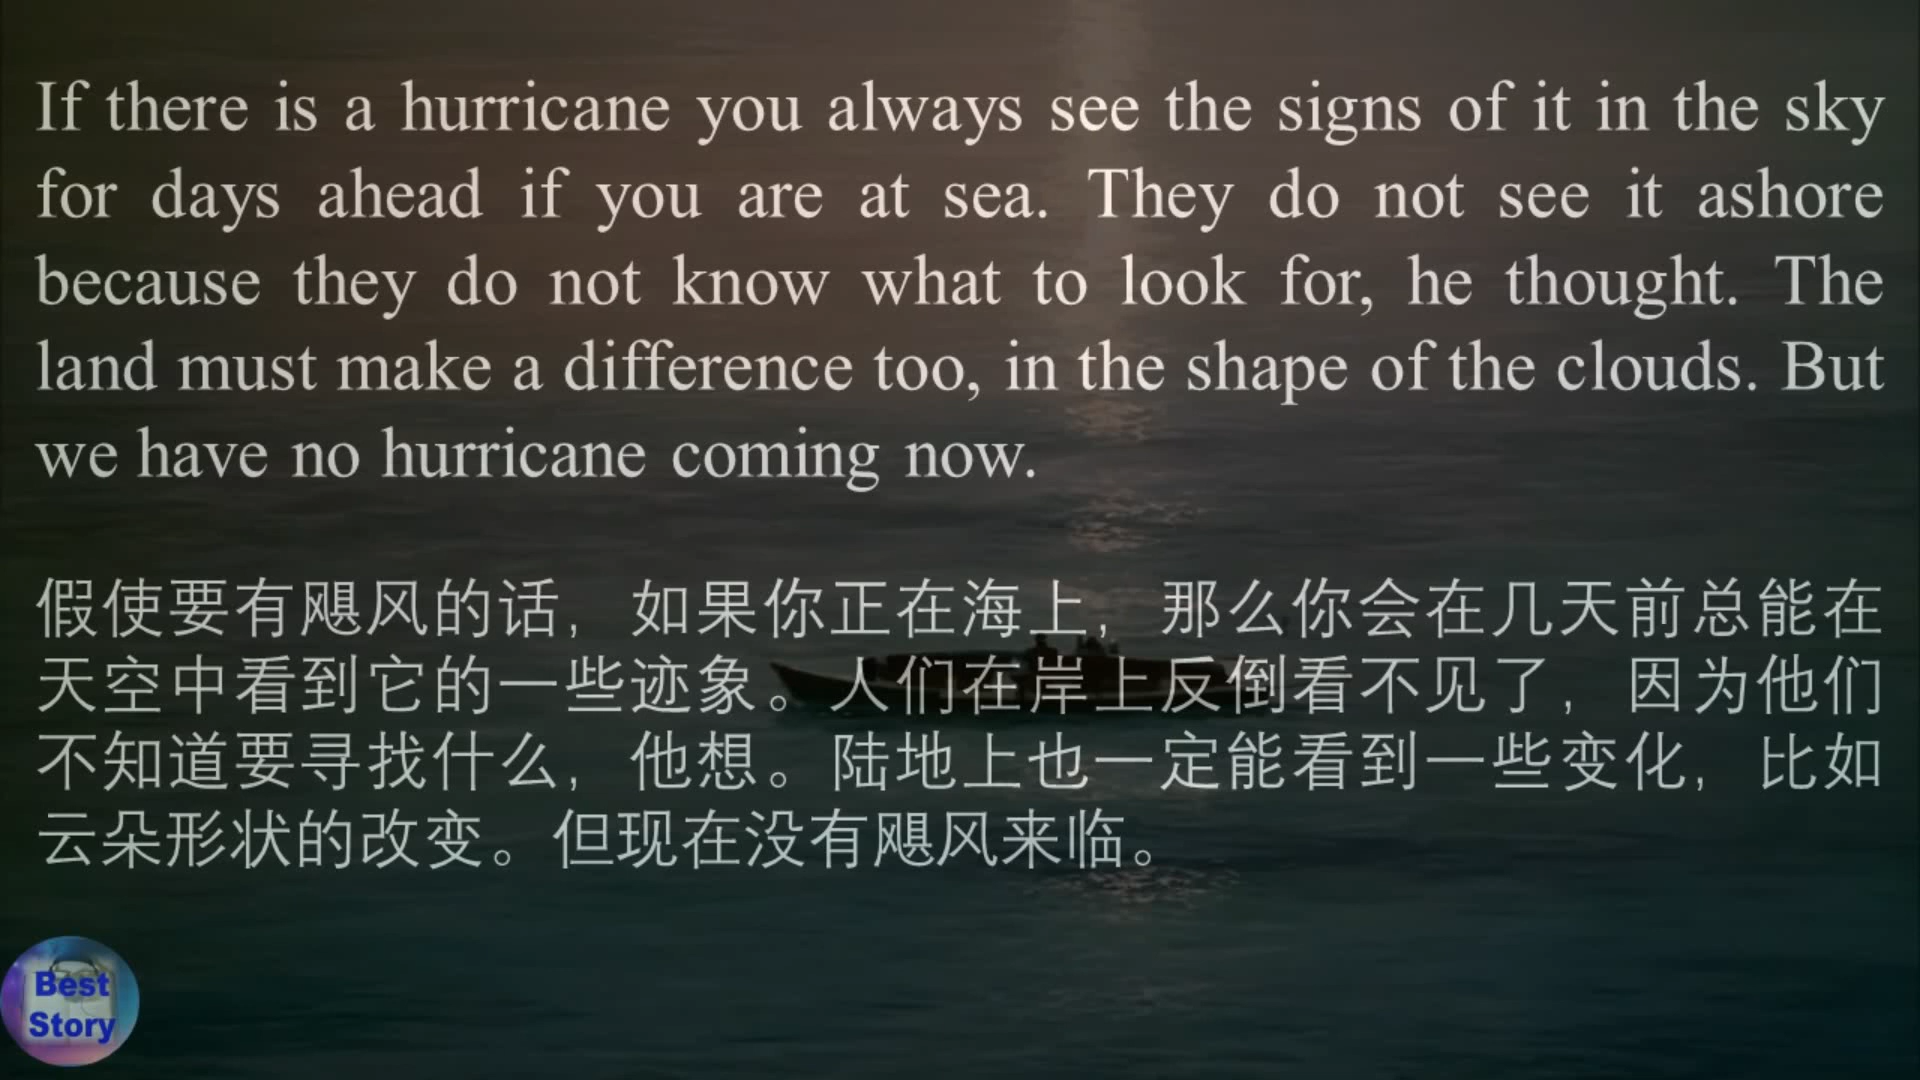 If there is a hurricane you always see the signs of it in the sky
for days ahead if you are at sea. They do not see it ashore
because they do not know what to look for, he thought. The
land must make a difference too, in the shape of the clouds. But
we have no hurricane coming now.
假使要有飓风的话，如果你正在海上，那么你会在几天前总能在
天空中看到它的一些迹象。人们在岸上反倒看不见了，因为他们
不知道要寻找什么，他想。陆地上也一定能看到一些变化，比如
云朵形状的改变。但现在没有飓风来临。
Best
Story